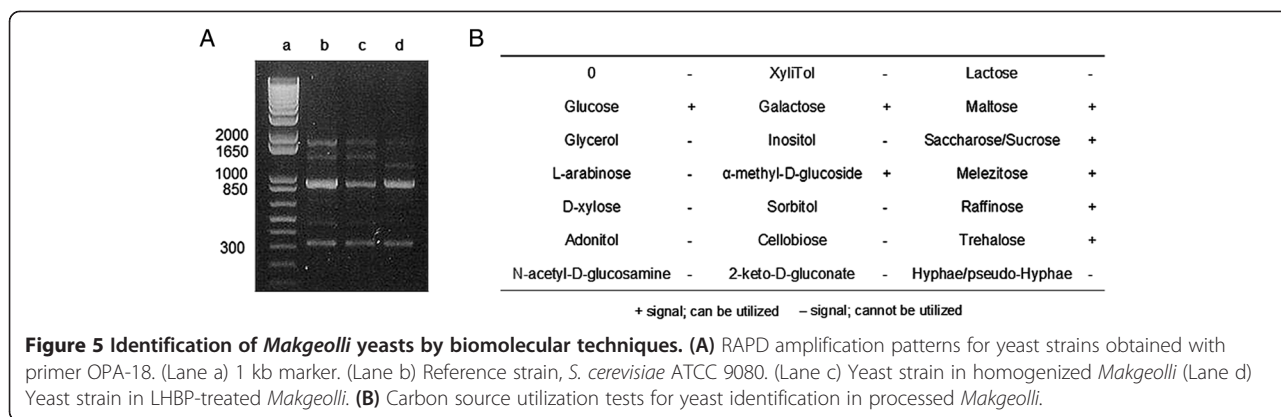 A
a b c d
2000
1650
1000
850
300
B
0 - XyliTol - Lactose -
Glucose + Galactose + Maltose +
Glycerol - Inositol - Saccharose/Sucrose +
L-arabinose - α-methyl-D-glucoside + Melezitose +
D-xylose - Sorbitol - Raffinose +
Adonitol - Cellobiose - Trehalose +
N-acetyl-D-glucosamine - 2-keto-D-gluconate - Hyphae/pseudo-Hyphae -
+ signal; can be utilized – signal; cannot be utilized
Figure 5 Identification of Makgeolli yeasts by biomolecular techniques. (A) RAPD amplification patterns for yeast strains obtained with
primer OPA-18. (Lane a) 1 kb marker. (Lane b) Reference strain, S. cerevisiae ATCC 9080. (Lane c) Yeast strain in homogenized Makgeolli (Lane d)
Yeast strain in LHBP-treated Makgeolli. (B) Carbon source utilization tests for yeast identification in processed Makgeolli.